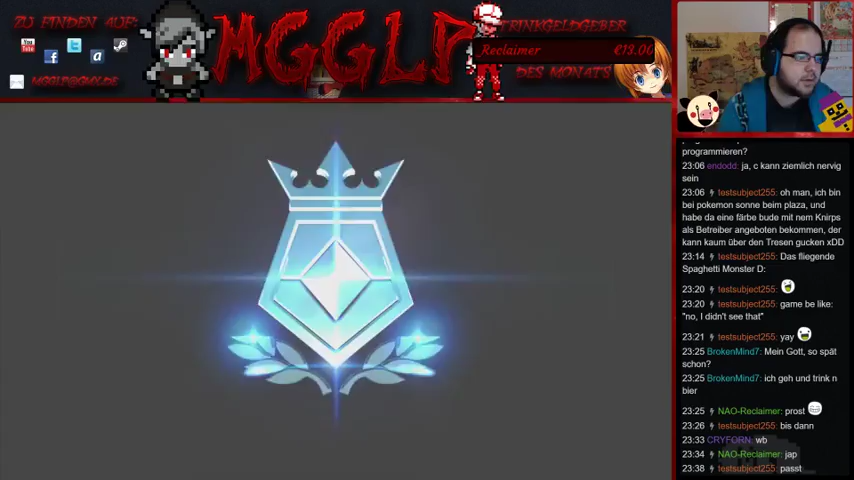 ZU FINDEN AUF:
You Tube
MGGLP@GMX.DE
MGGLP
TRINKGELDGEBER
Reclaimer €13.00
DES MONATS
programmieren?
23:06 endodd: ja, c kann ziemlich nervig
sein
23:06 testsubject255: oh man, ich bin
bei pokemon sonne beim plaza, und
habe da eine färbe bude mit nem Knirps
als Betreiber angeboten bekommen, der
kann kaum über den Tresen gucken xDD
23:14 testsubject255: Das fliegende
Spaghetti Monster D:
23:20 testsubject255:
23:20 testsubject255: game be like:
"no, I didn't see that"
23:21 testsubject255: yay
23:25 BrokenMind7: Mein Gott, so spät
schon?
23:25 BrokenMind7: ich geh und trink n
bier
23:25 NAO-Reclaimer: prost
23:26 testsubject255: bis dann
23:33 CRYFORN: wb
23:34 NAO-Reclaimer: jap
23:38 testsubject255: passt